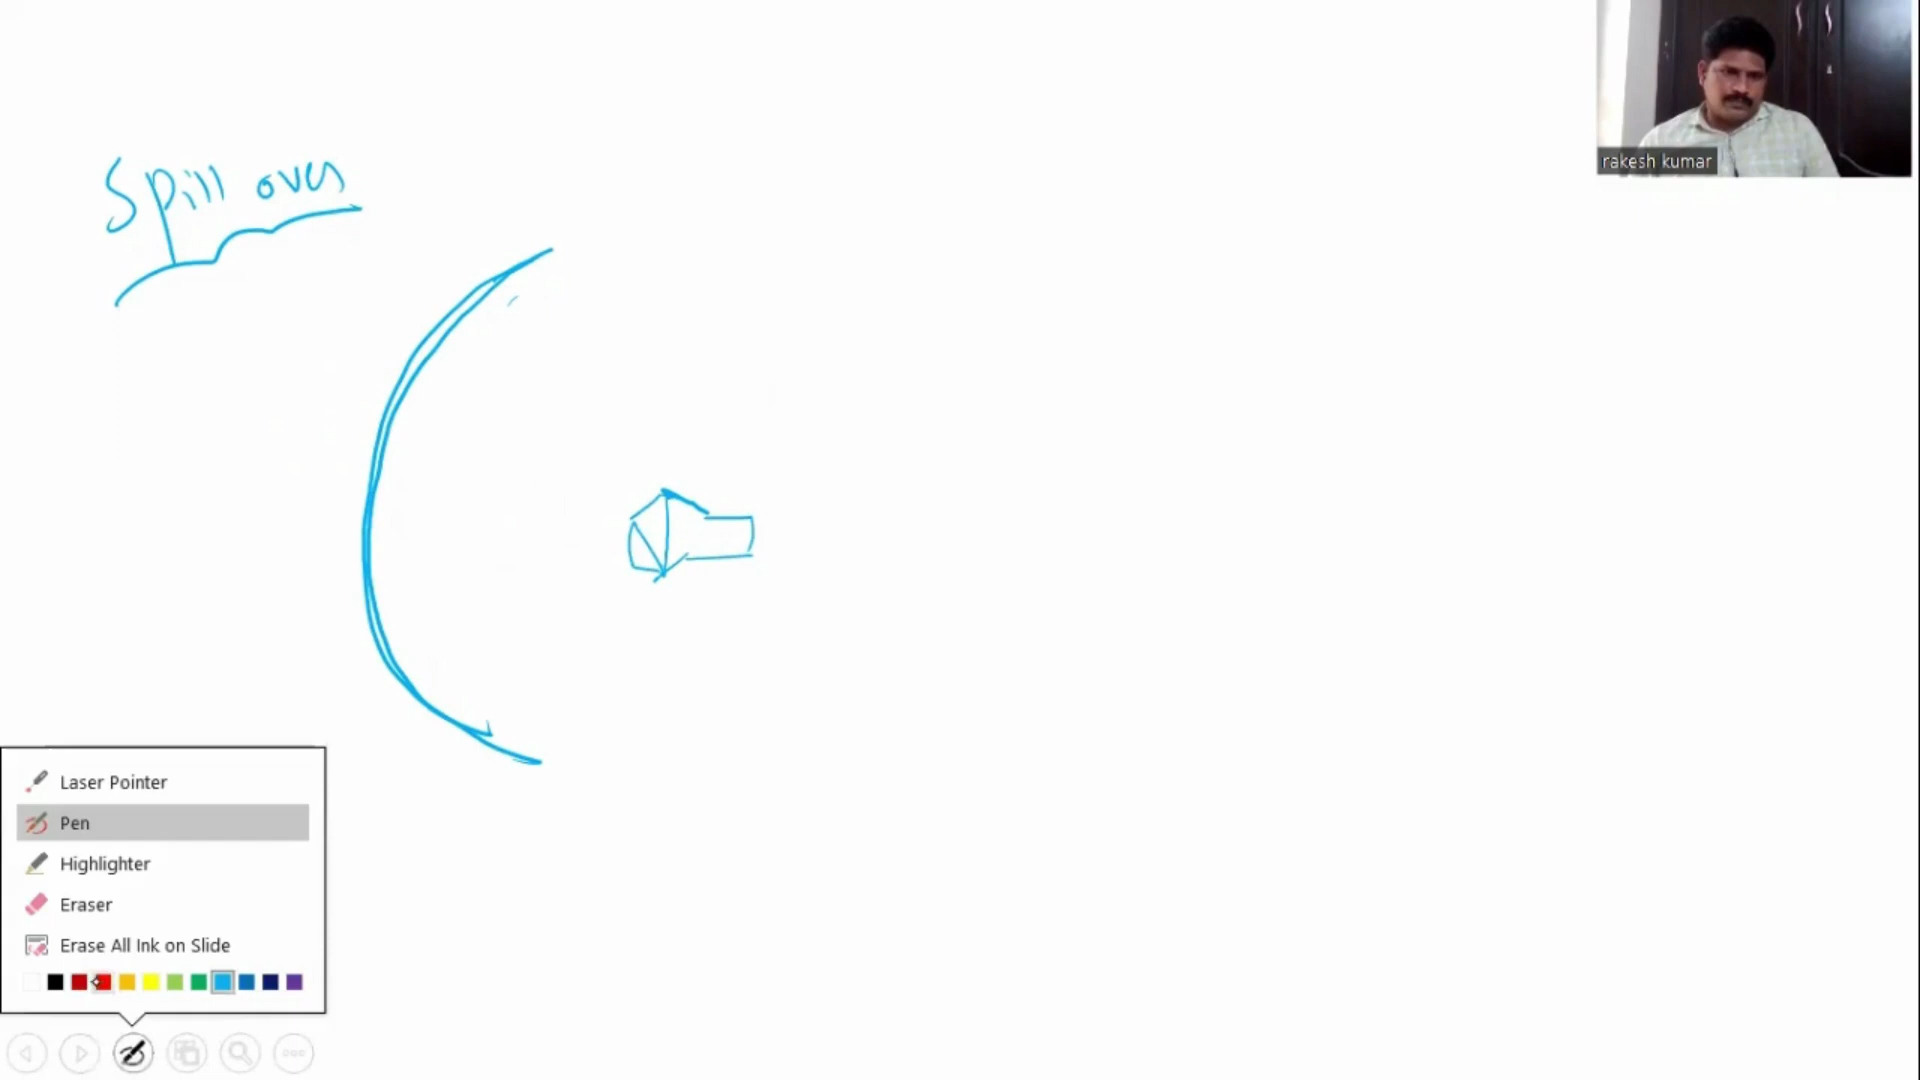 Spill over
rakesh kumar
Laser Pointer
Pen
Highlighter
Eraser
Erase All Ink on Slide